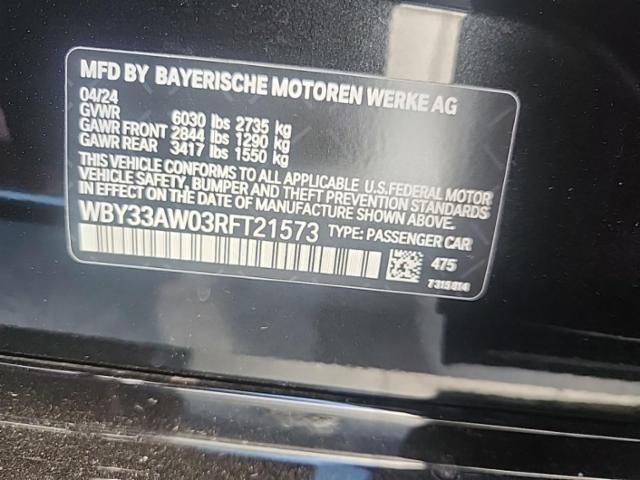 MFD BY BAYERISCHE MOTOREN WERKE AG
04/24
GVWR 6030 lbs 2735 kg
GAWR FRONT 2844 lbs 1290 kg
GAWR REAR 3417 lbs 1550 kg
THIS VEHICLE CONFORMS TO ALL APPLICABLE U.S.FEDERAL MOTOR
VEHICLE SAFETY, BUMPER AND THEFT PREVENTION STANDARDS
IN EFFECT ON THE DATE OF MANUFACTURE SHOWN ABOVE.
WBY33AW03RFT21573 TYPE: PASSENGER CAR
475
7315814